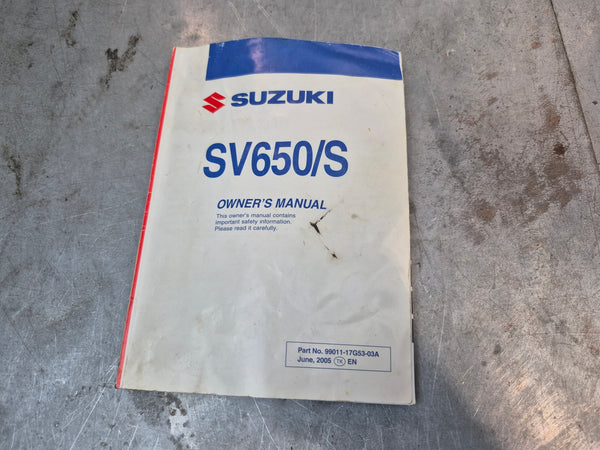 SUZUKI
SV650/S
OWNER'S MANUAL
This owner's manual contains
important safety information.
Please read it carefully.
Part No. 99011-17G53-03A
June, 2005 TK EN